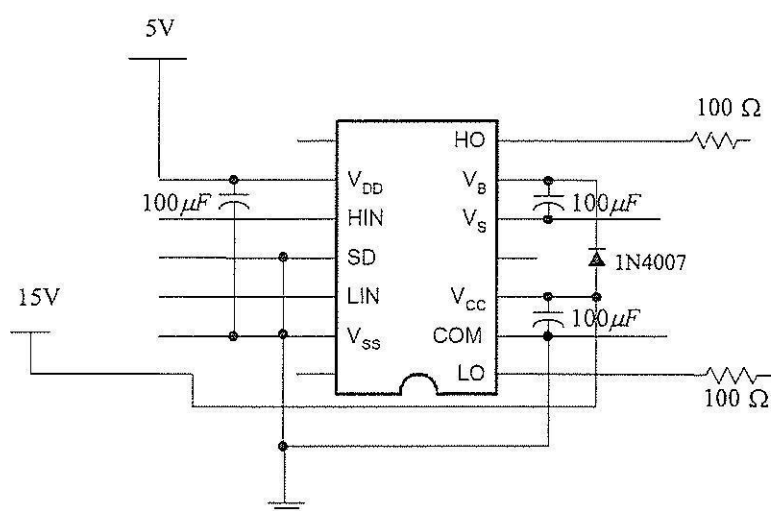 5V
100 Ω
HO
V_DD
V_B
100μF
100μF
HIN
V_S
SD
1N4007
15V
LIN
V_CC
100μF
V_SS
COM
LO
100 Ω